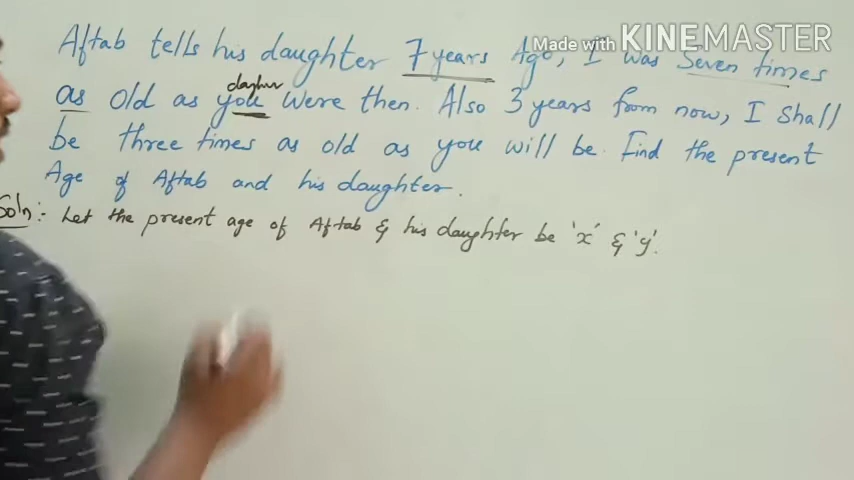 Made with KINEMASTER
Aftab tells his daughter 7 years Ago, I was Seven times
daughter
as old as you were then. Also 3 years from now, I shall
be three times as old as you will be. Find the present
Age of Aftab and his daughter.
Soln:- Let the present age of Aftab & his daughter be 'x' & 'y'.